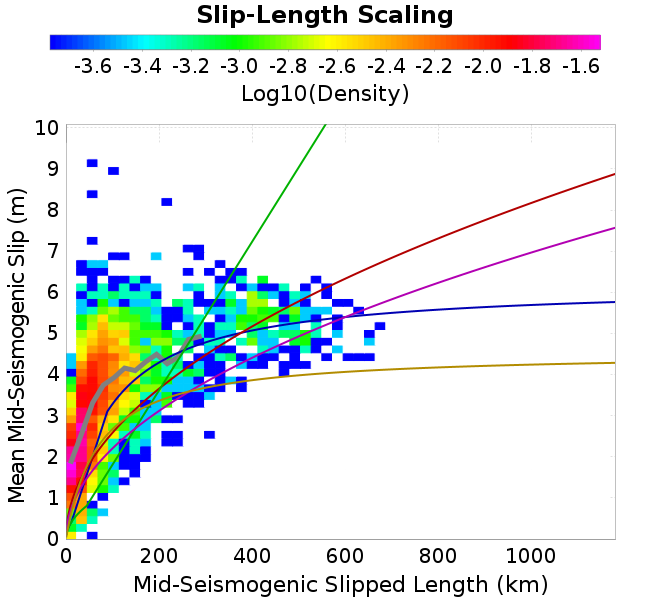 Slip-Length Scaling
-3.6 -3.4 -3.2 -3.0 -2.8 -2.6 -2.4 -2.2 -2.0 -1.8 -1.6
Log10(Density)
10
9
8
7
6
5
4
3
2
1
0
Mean Mid-Seismogenic Slip (m)
0 200 400 600 800 1000
Mid-Seismogenic Slipped Length (km)